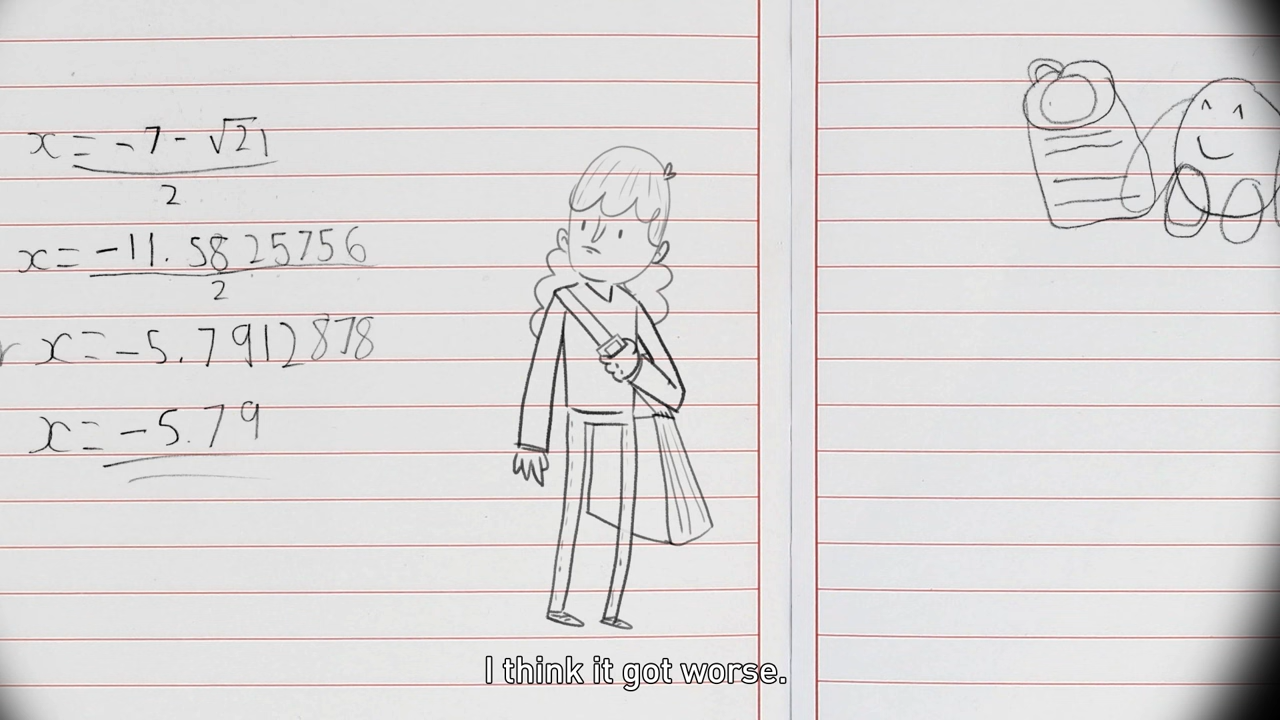 x = -7 - √21
2
x = -11.5825756
2
x = -5.7912878
x = -5.79
I think it got worse.